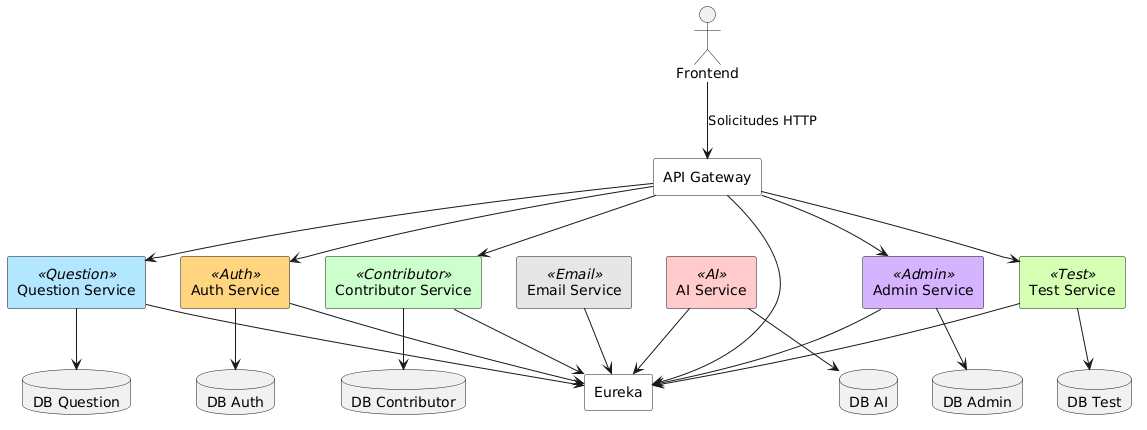 Frontend
Solicitudes HTTP
API Gateway
«Question»
Question Service
«Auth»
Auth Service
«Contributor»
Contributor Service
«Email»
Email Service
«AI»
AI Service
«Admin»
Admin Service
«Test»
Test Service
DB Question
DB Auth
DB Contributor
Eureka
DB AI
DB Admin
DB Test